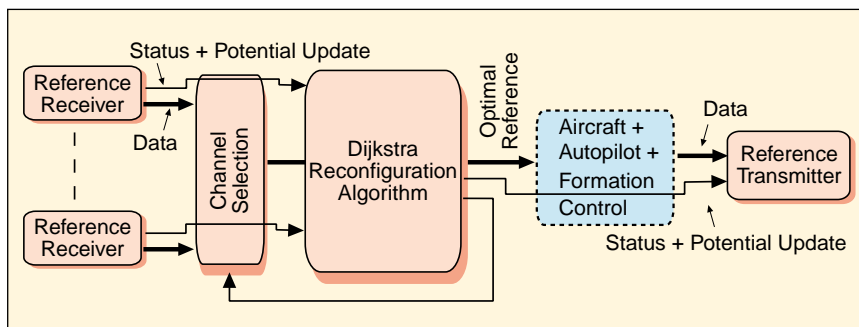 Status + Potential Update
Reference
Receiver
Data
Channel
Selection
Reference
Receiver
Dijkstra
Reconfiguration
Algorithm
Optimal
Reference
Aircraft +
Autopilot +
Formation
Control
Data
Reference
Transmitter
Status + Potential Update